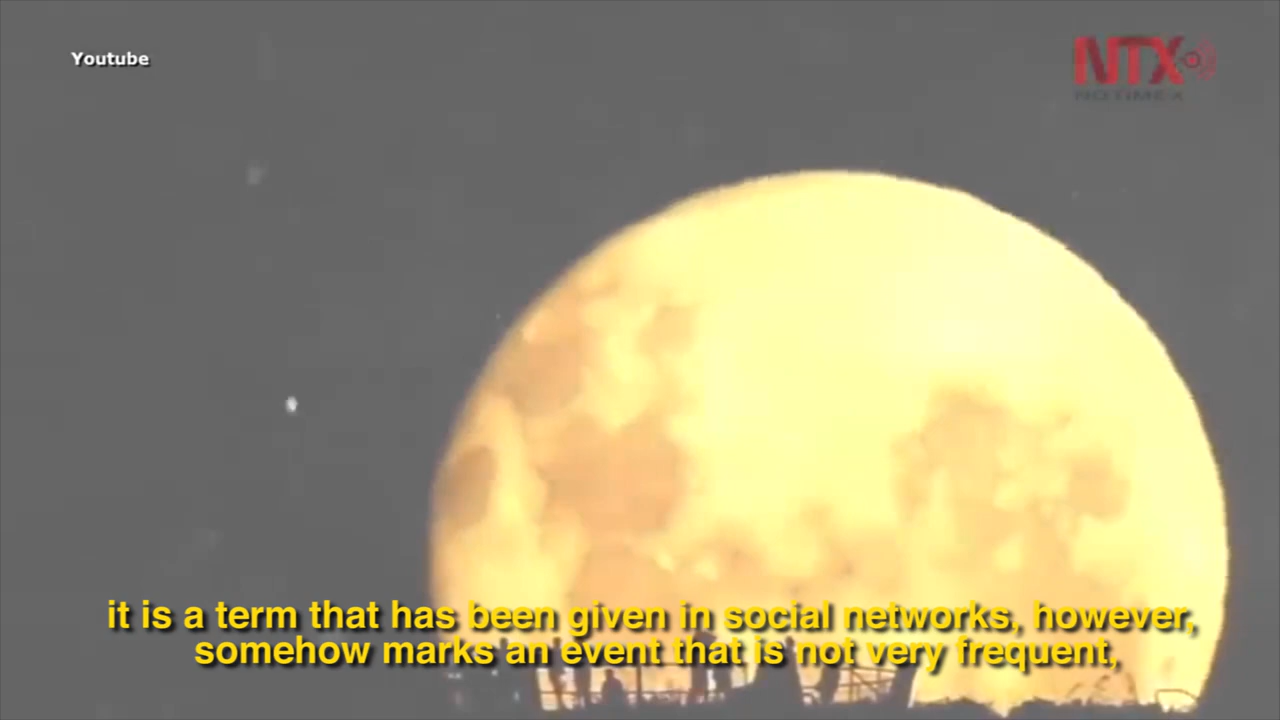 Youtube
NTX
NOTIMEX
it is a term that has been given in social networks, however,
somehow marks an event that is not very frequent,